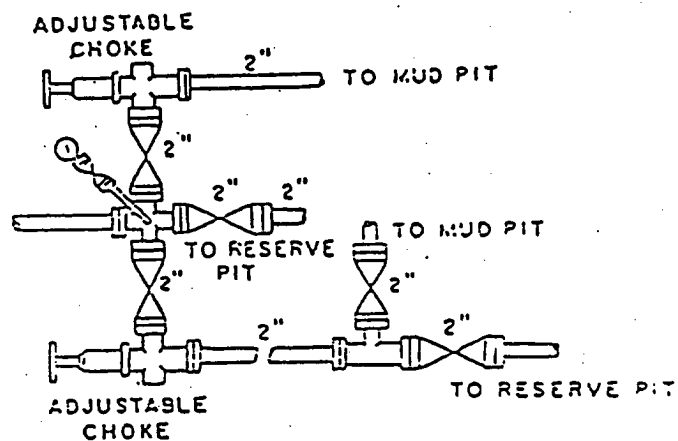 ADJUSTABLE
CHOKE
2"
TO MUD PIT
2"
2"
2"
TO RESERVE
PIT
TO MUD PIT
2"
2"
2"
2"
TO RESERVE PIT
ADJUSTABLE
CHOKE